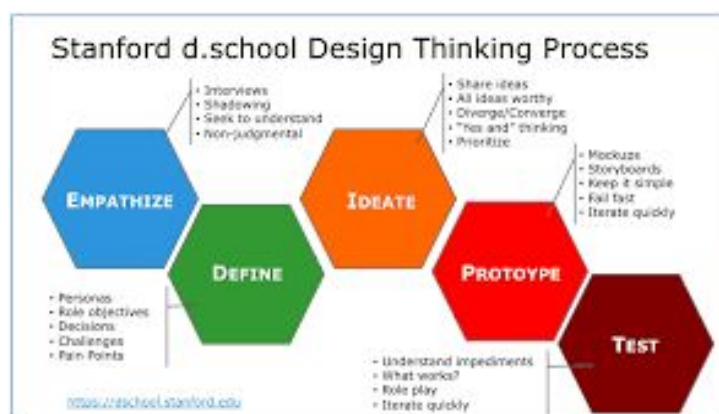 Stanford d.school Design Thinking Process
• Interviews
• Shadowing
• Seek to understand
• Non-judgmental
• Share ideas
• All ideas worthy
• Diverge/Converge
• "Yes and" thinking
• Prioritize
• Mockups
• Storyboards
• Keep it simple
• Fail fast
• Iterate quickly
EMPATHIZE
IDEATE
DEFINE
PROTOYPE
TEST
• Personas
• Role objectives
• Decisions
• Challenges
• Pain Points
• Understand impediments
• What works?
• Role play
• Iterate quickly
https://dschool.stanford.edu